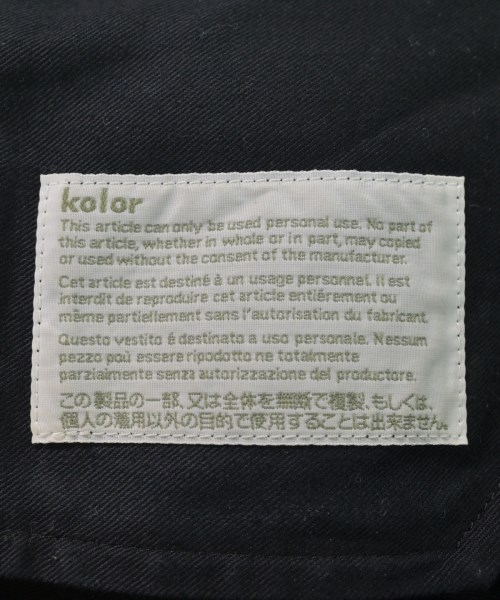 kolor
This article can only be used personal use. No part of
this article, whether in whole or in part, may copied
or used without the consent of the manufacturer.
Cet article est destiné à un usage personnel. Il est
interdit de reproduire cet article entiérement ou
même partiellement sans l'autorisation du fabricant.
Questo vestito é destinato a uso personale. Nessum
pezzo poù essere ripodotto ne totalmente
parzialmente senza autorizzazione del produttore.
この製品の一部、又は全体を無断で複製、もしくは、
個人の着用以外の目的で使用することは出来ません。